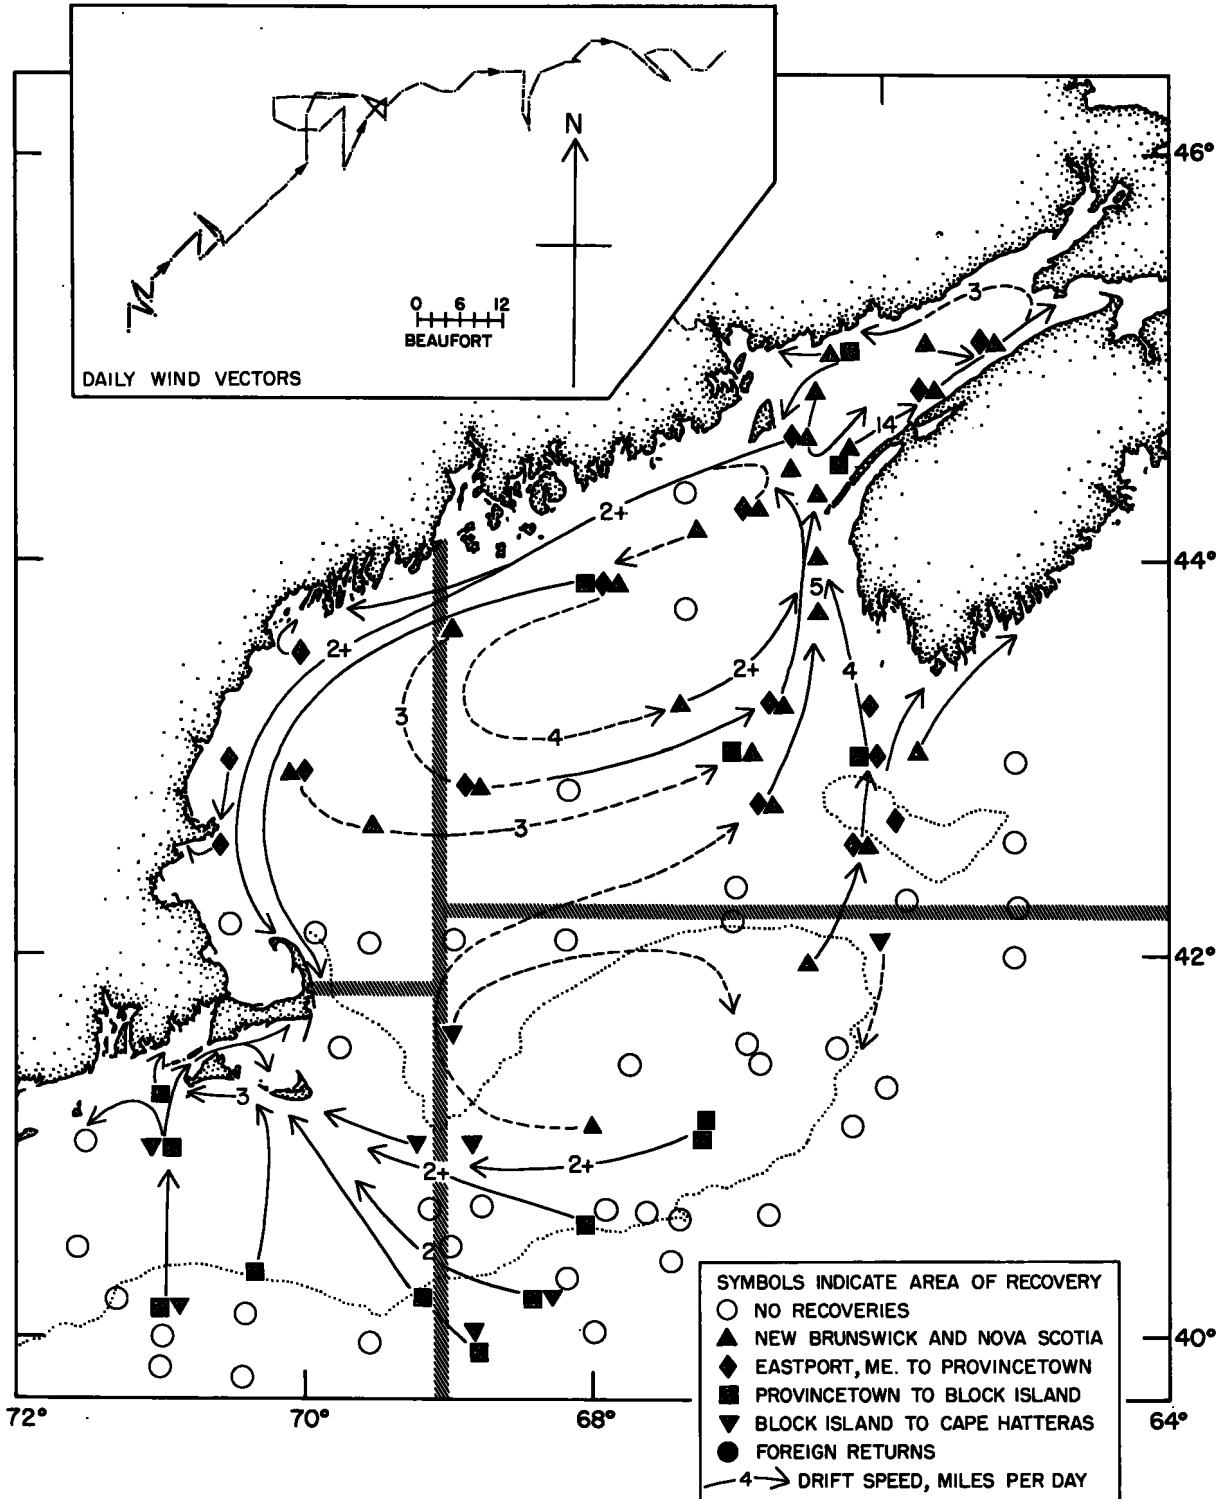 N
0 6 12
BEAUFORT
DAILY WIND VECTORS
46°
3
14
2+
44°
5
2+
2+
4
3
4
3
42°
3
2+
2+
2
40°
72°
70°
68°
64°
SYMBOLS INDICATE AREA OF RECOVERY
NO RECOVERIES
NEW BRUNSWICK AND NOVA SCOTIA
EASTPORT, ME. TO PROVINCETOWN
PROVINCETOWN TO BLOCK ISLAND
BLOCK ISLAND TO CAPE HATTERAS
FOREIGN RETURNS
4 DRIFT SPEED, MILES PER DAY